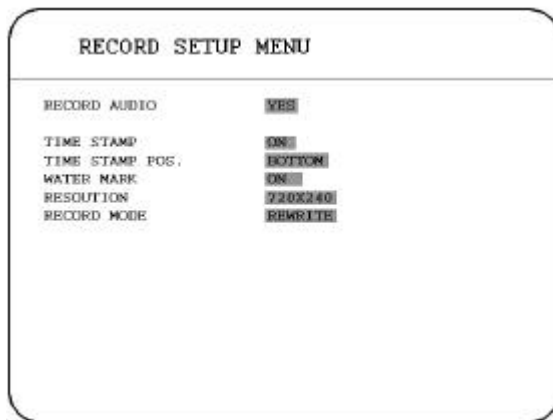 RECORD SETUP MENU
RECORD AUDIO YES
TIME STAMP ON
TIME STAMP POS. BOTTOM
WATER MARK ON
RESOUTION 720X240
RECORD MODE REWRITE